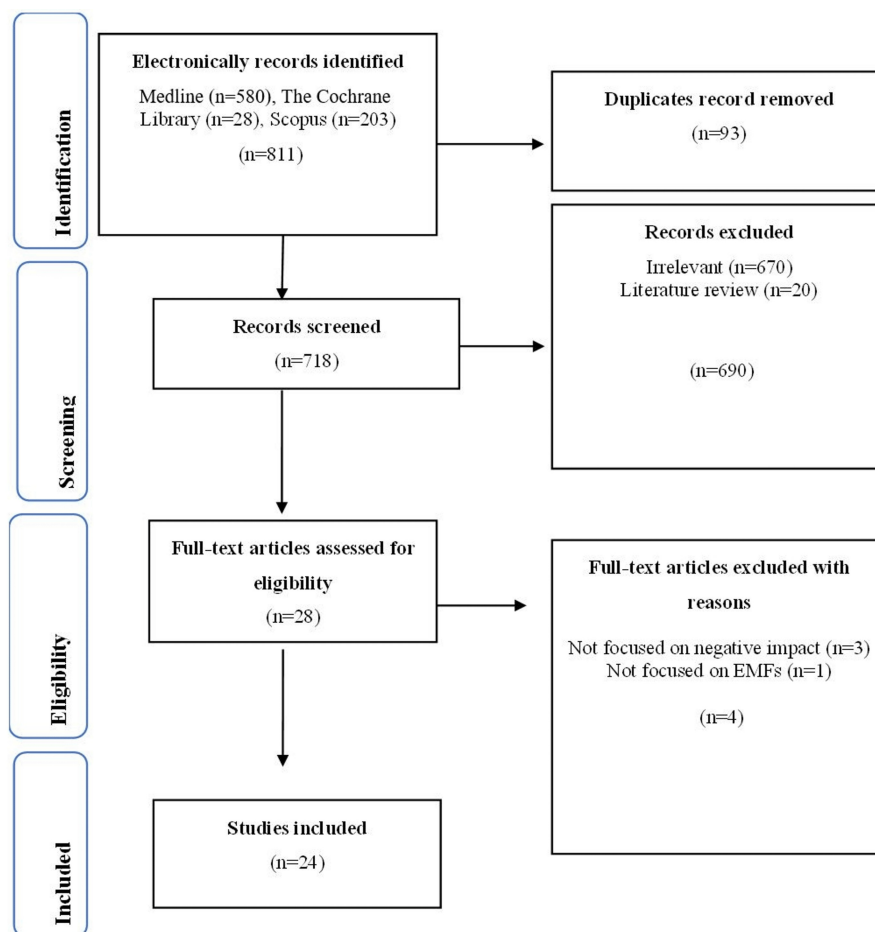 Identification
Electronically records identified
Medline (n=580), The Cochrane
Library (n=28), Scopus (n=203)
(n=811)
Duplicates record removed
(n=93)
Screening
Records screened
(n=718)
Records excluded
Irrelevant (n=670)
Literature review (n=20)
(n=690)
Eligibility
Full-text articles assessed for
eligibility
(n=28)
Full-text articles excluded with
reasons
Not focused on negative impact (n=3)
Not focused on EMFs (n=1)
(n=4)
Included
Studies included
(n=24)